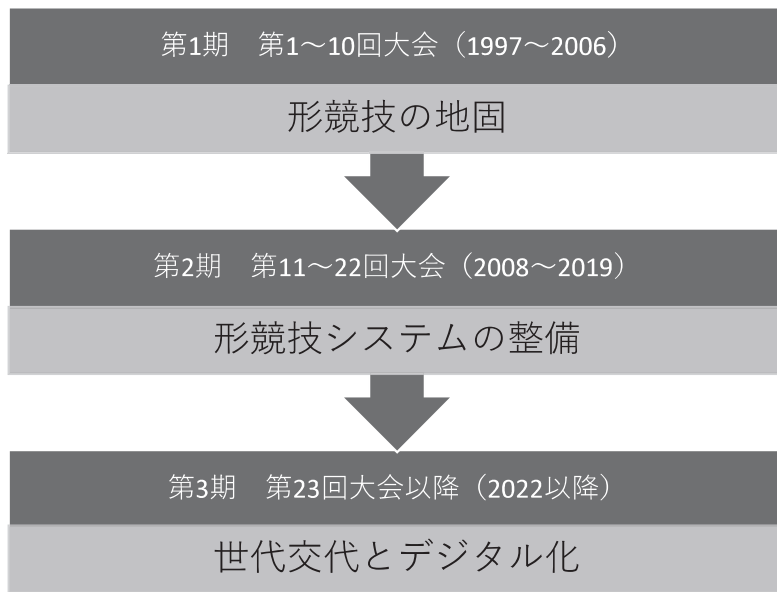 第1期　第1〜10回大会（1997〜2006）
形競技の地固
第2期　第11〜22回大会（2008〜2019）
形競技システムの整備
第3期　第23回大会以降（2022以降）
世代交代とデジタル化